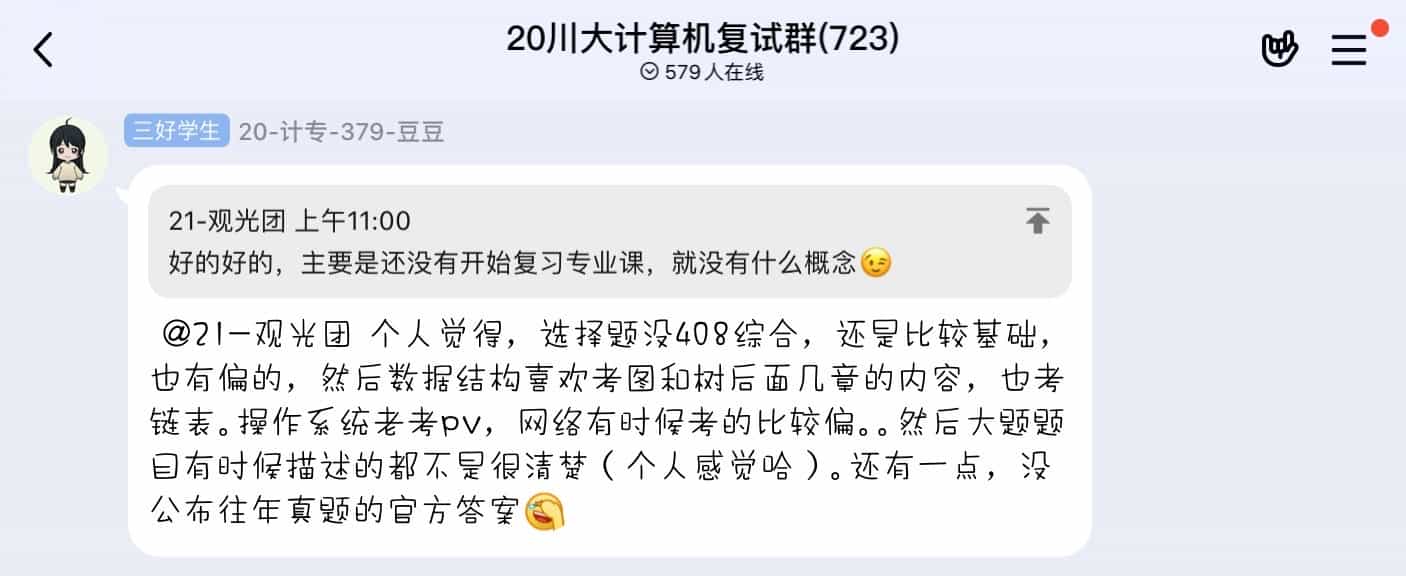 20川大计算机复试群(723)
579人在线
三好学生 20-计专-379-豆豆
21-观光团 上午11:00
好的好的，主要是还没有开始复习专业课，就没有什么概念😉
@21-观光团 个人觉得，选择题没408综合，还是比较基础，
也有偏的，然后数据结构喜欢考图和树后面几章的内容，也考
链表。操作系统老考pv，网络有时候考的比较偏。。然后大题题
目有时候描述的都不是很清楚（个人感觉哈）。还有一点，没
公布往年真题的官方答案🤣